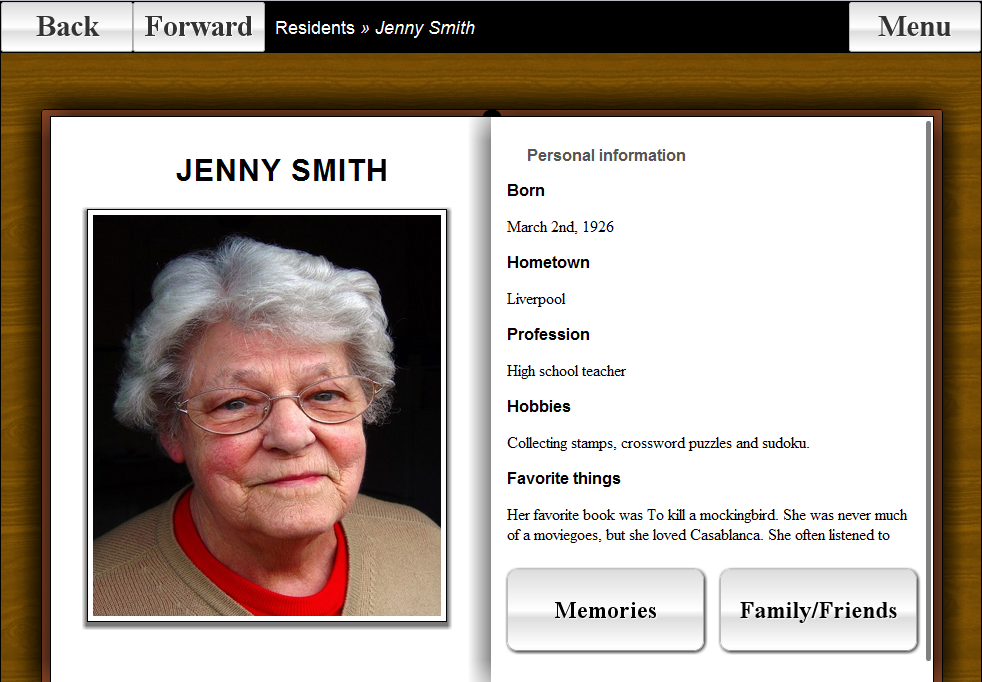 Back Forward Residents » Jenny Smith Menu
JENNY SMITH
Personal information
Born
March 2nd, 1926
Hometown
Liverpool
Profession
High school teacher
Hobbies
Collecting stamps, crossword puzzles and sudoku.
Favorite things
Her favorite book was To kill a mockingbird. She was never much
of a moviegoes, but she loved Casablanca. She often listened to
Memories Family/Friends